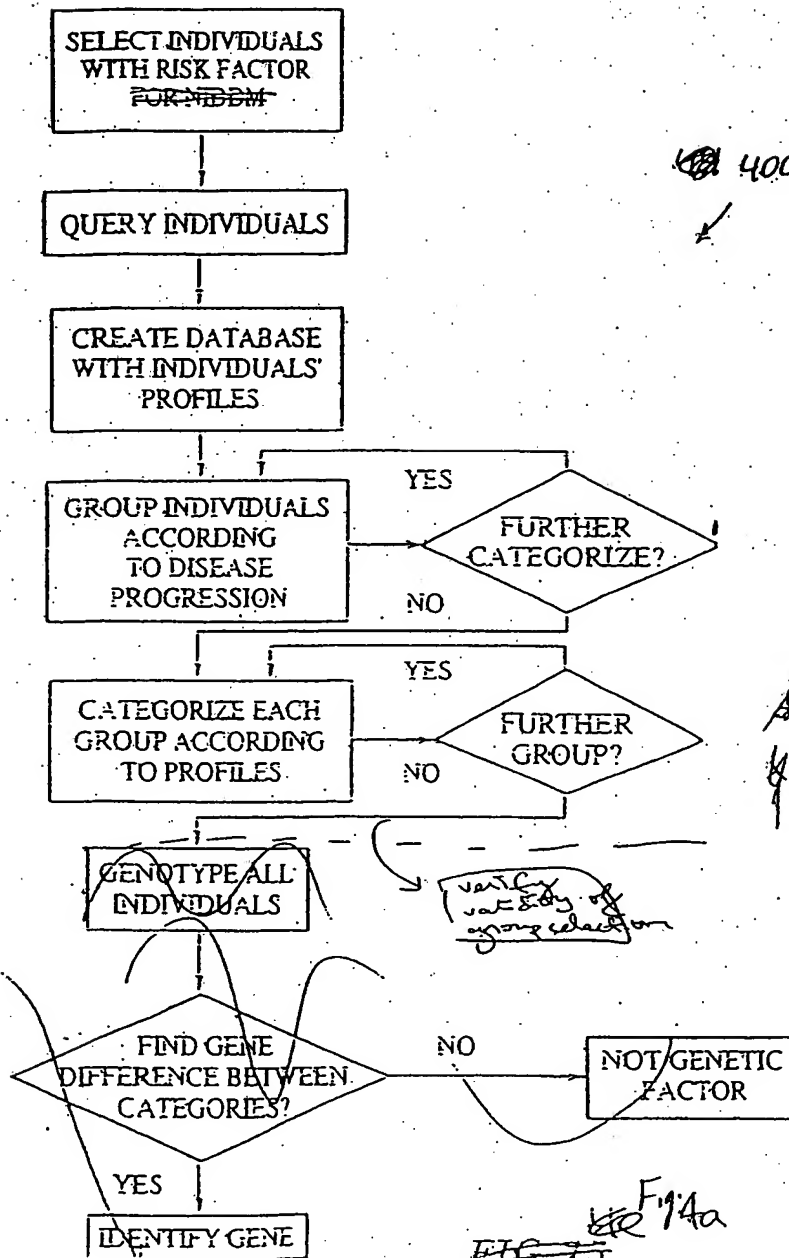 SELECT INDIVIDUALS
WITH RISK FACTOR
FOR NIDDM
400
QUERY INDIVIDUALS
CREATE DATABASE
WITH INDIVIDUALS'
PROFILES
YES
GROUP INDIVIDUALS
ACCORDING
TO DISEASE
PROGRESSION
FURTHER
CATEGORIZE?
NO
YES
CATEGORIZE EACH
GROUP ACCORDING
TO PROFILES
FURTHER
GROUP?
NO
GENOTYPE ALL
INDIVIDUALS
verify
validity of
group selection
FIND GENE
DIFFERENCE BETWEEN
CATEGORIES?
NO
NOT GENETIC
FACTOR
YES
IDENTIFY GENE
Fig. 4a
FIG.